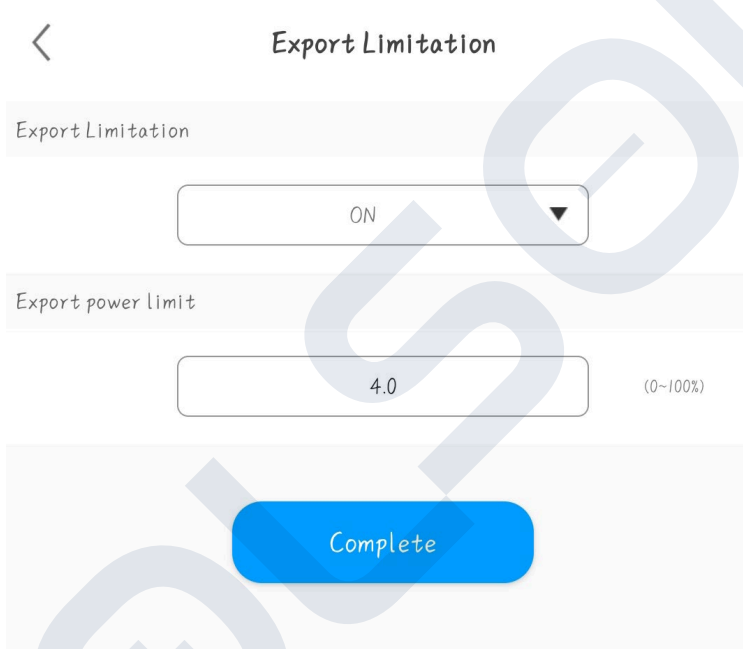 Export Limitation
Export Limitation
ON
Export power limit
4.0 (0~100%)
Complete